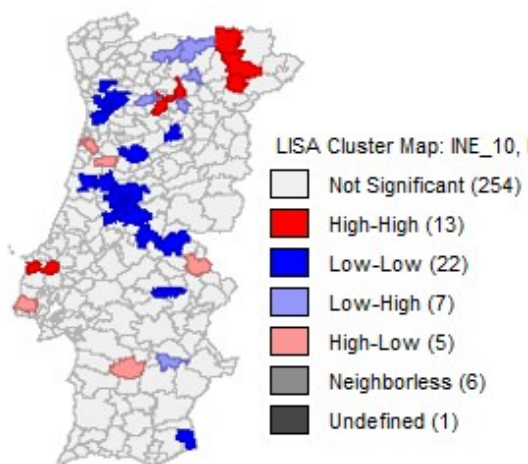 LISA Cluster Map: INE_10,
Not Significant (254)
High-High (13)
Low-Low (22)
Low-High (7)
High-Low (5)
Neighborless (6)
Undefined (1)